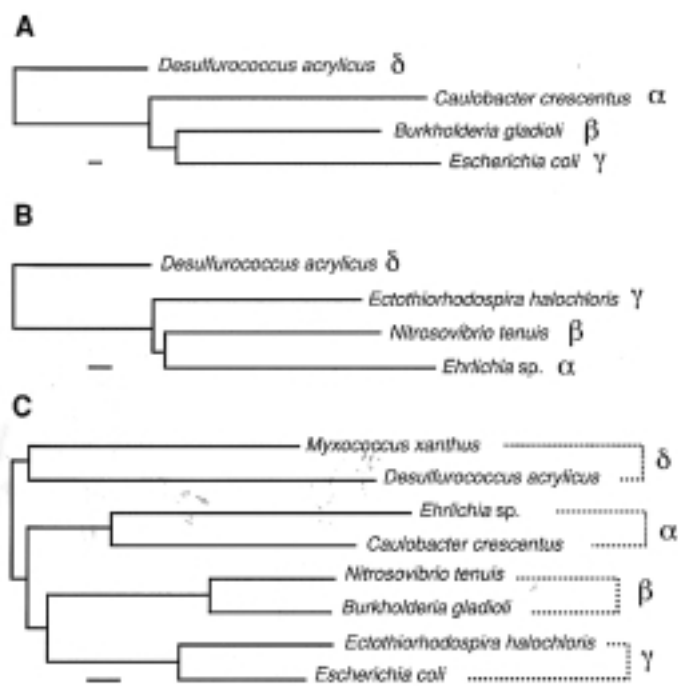 A
Desulfurococcus acrylicus δ
Caulobacter crescentus α
Burkholderia gladioli β
Escherichia coli γ
B
Desulfurococcus acrylicus δ
Ectothiorhodospira halochloris γ
Nitrosovibrio tenuis β
Ehrlichia sp. α
C
Myxococcus xanthus
δ
Desulfurococcus acrylicus
Ehrlichia sp.
α
Caulobacter crescentus
Nitrosovibrio tenuis
β
Burkholderia gladioli
Ectothiorhodospira halochloris
γ
Escherichia coli